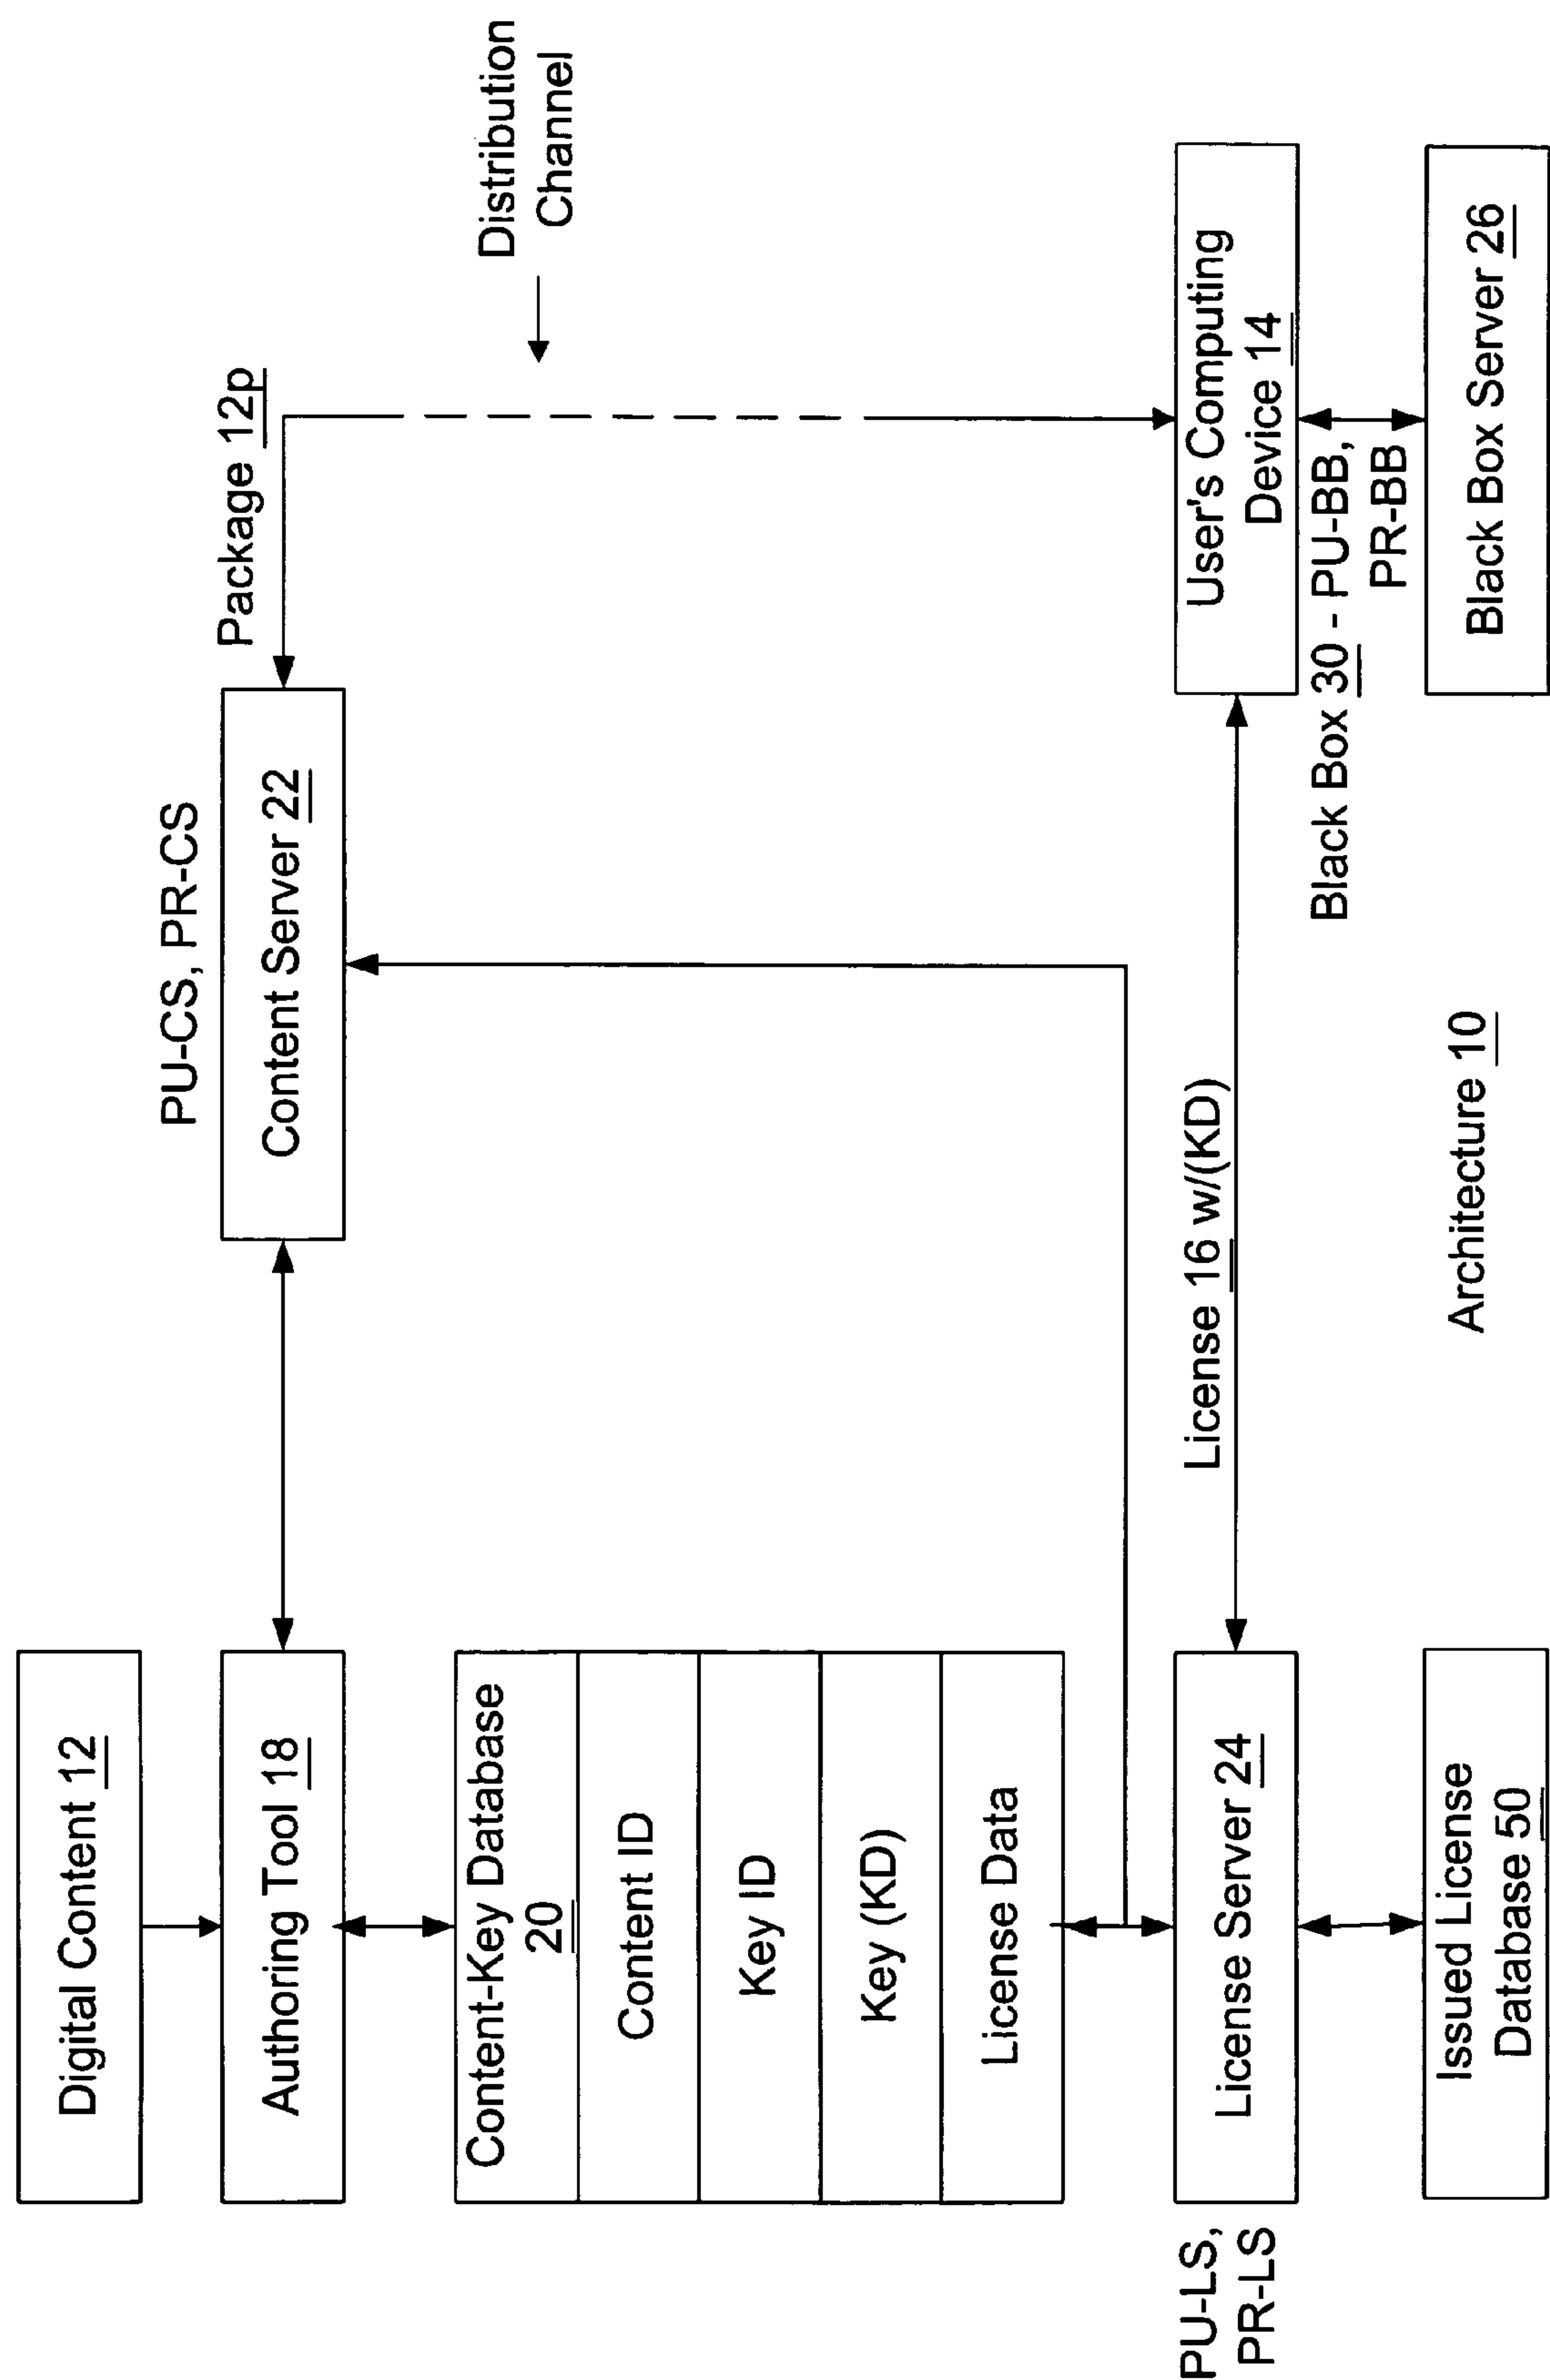 Digital Content 12
Authoring Tool 18
Content-Key Database
20
Content ID
Key ID
Key (KD)
License Data
PU-LS,
PR-LS
License Server 24
Issued License
Database 50
PU-CS, PR-CS
Content Server 22
Package 12p
Distribution
Channel
License 16 w/(KD)
User's Computing
Device 14
Black Box 30 - PU-BB,
PR-BB
Black Box Server 26
Architecture 10